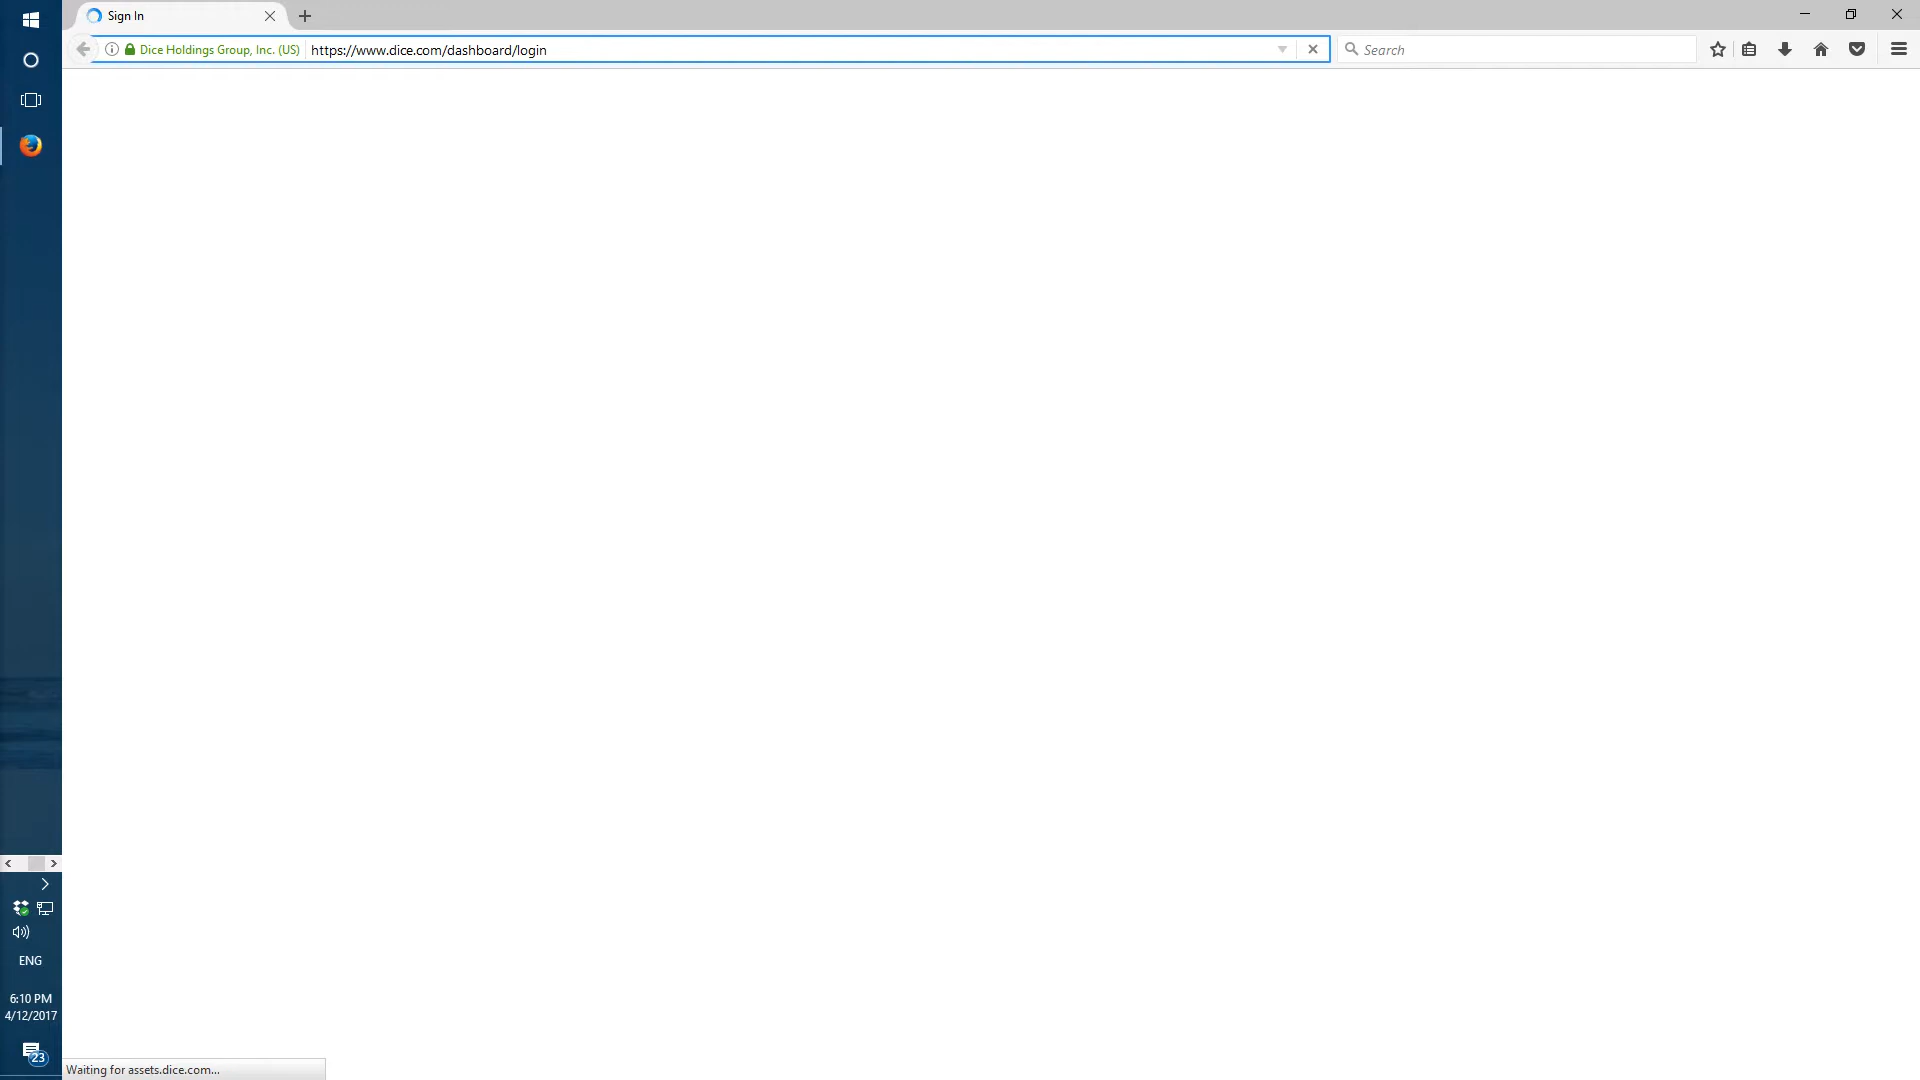 Sign In
Dice Holdings Group, Inc. (US)
https://www.dice.com/dashboard/login
Search
ENG
6:10 PM
4/12/2017
23
Waiting for assets.dice.com...